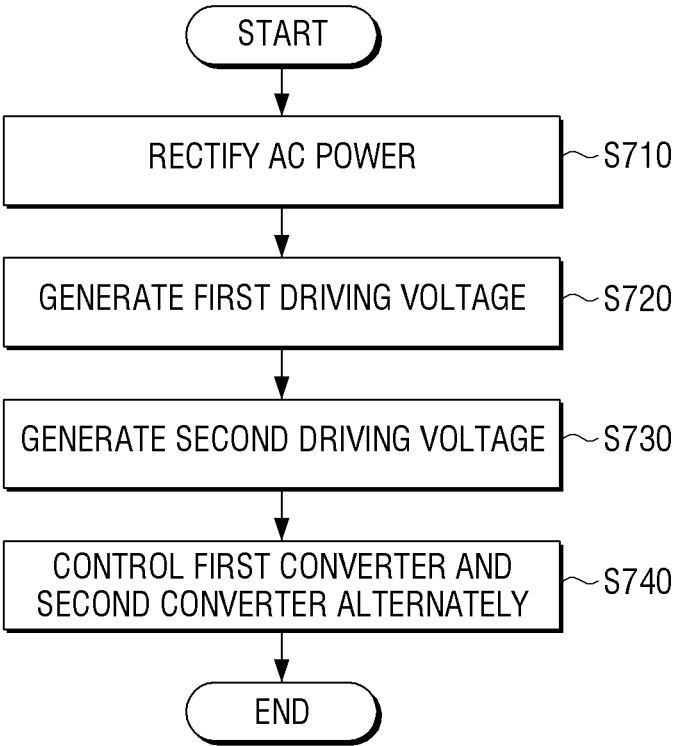 START
RECTIFY AC POWER
S710
GENERATE FIRST DRIVING VOLTAGE
S720
GENERATE SECOND DRIVING VOLTAGE
S730
CONTROL FIRST CONVERTER AND
SECOND CONVERTER ALTERNATELY
S740
END